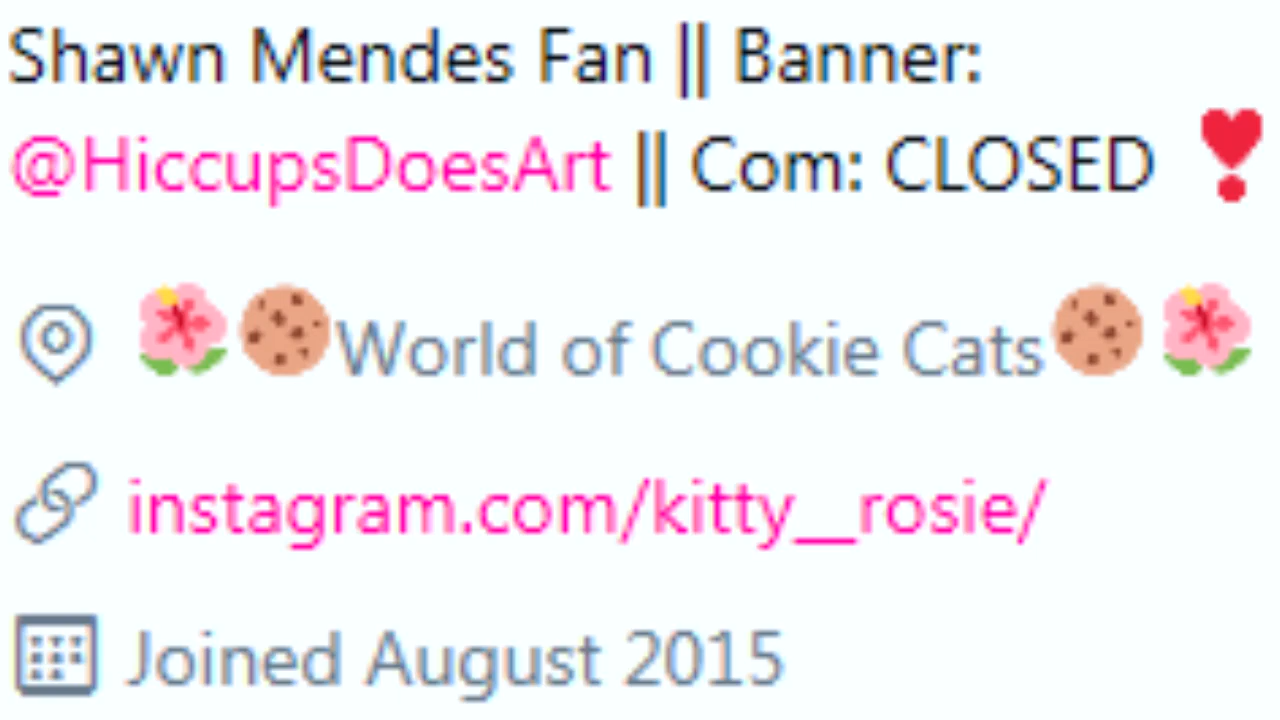 Shawn Mendes Fan || Banner:
@HiccupsDoesArt || Com: CLOSED ❣
🌺🍪World of Cookie Cats🍪🌺
instagram.com/kitty__rosie/
Joined August 2015